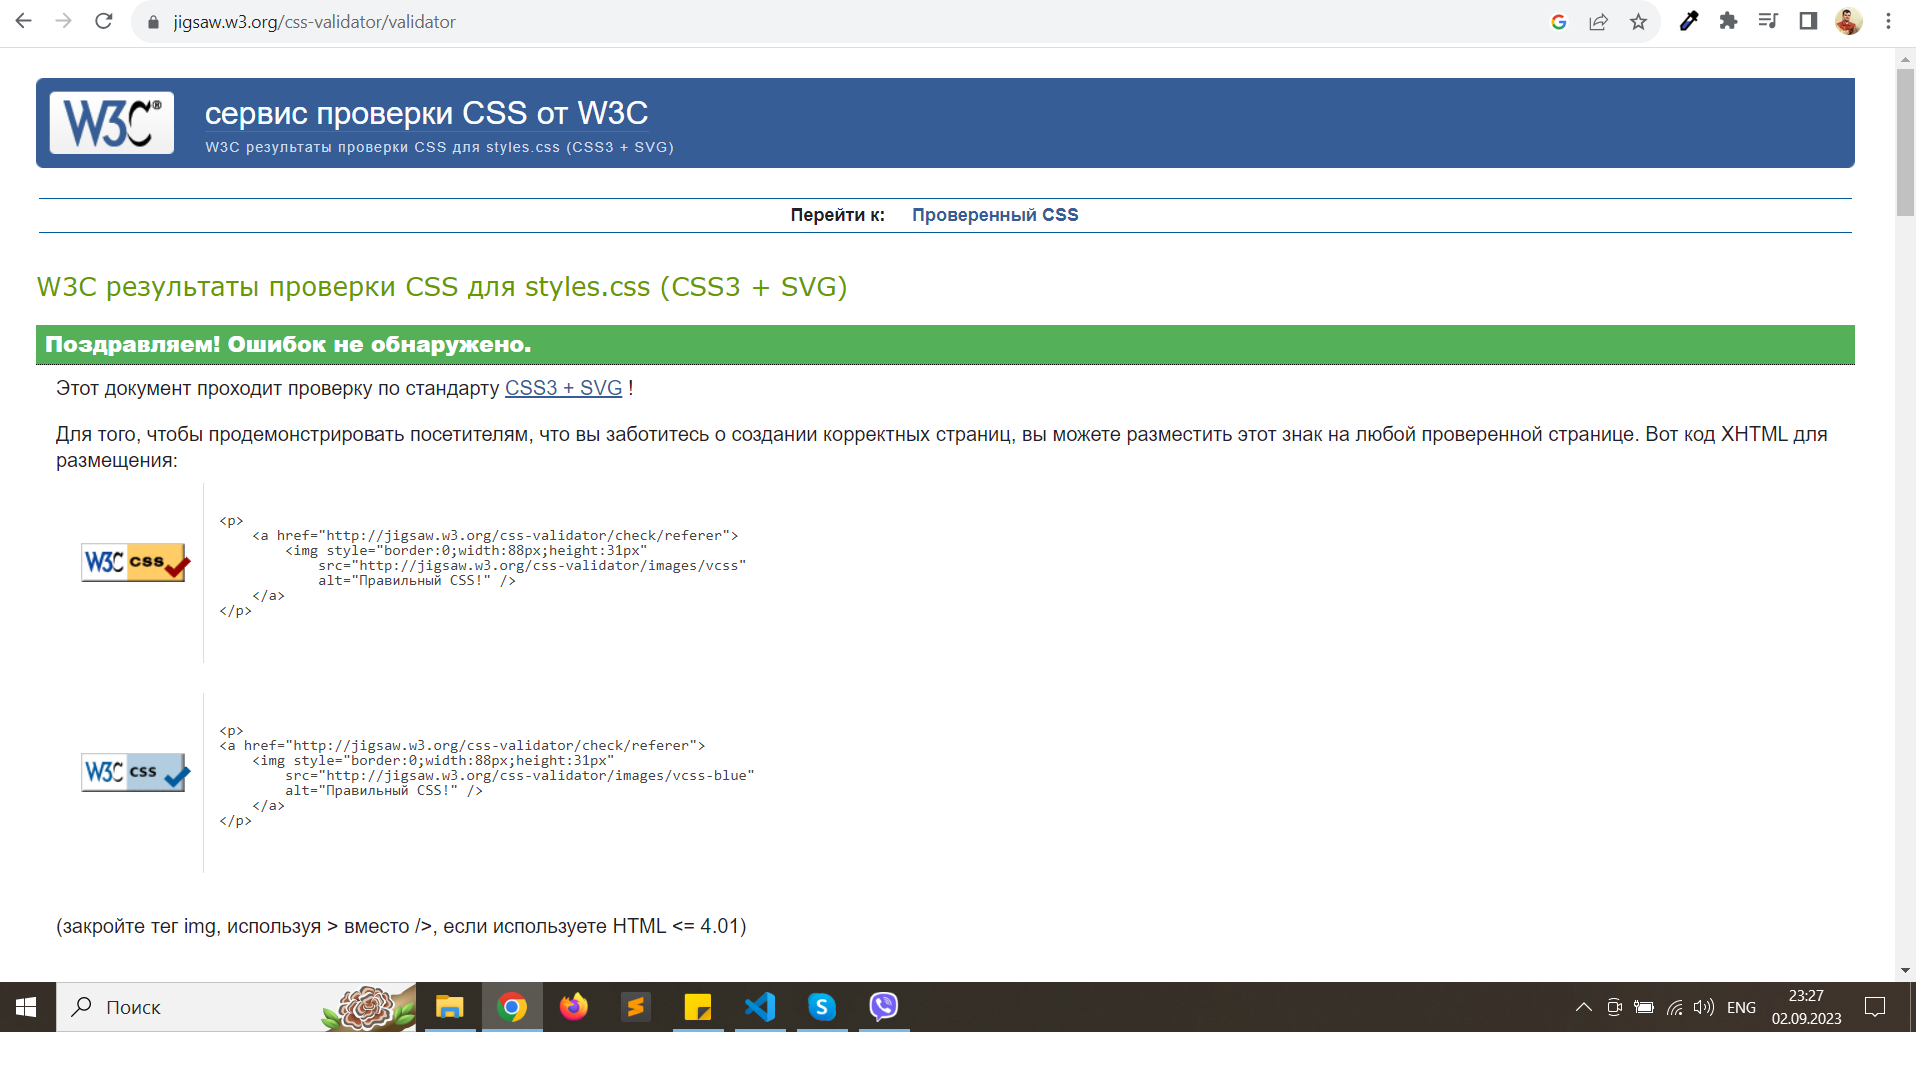 jigsaw.w3.org/css-validator/validator
W3C®
сервис проверки CSS от W3C
W3C результаты проверки CSS для styles.css (CSS3 + SVG)
Перейти к: Проверенный CSS
W3C результаты проверки CSS для styles.css (CSS3 + SVG)
Поздравляем! Ошибок не обнаружено.
Этот документ проходит проверку по стандарту CSS3 + SVG !
Для того, чтобы продемонстрировать посетителям, что вы заботитесь о создании корректных страниц, вы можете разместить этот знак на любой проверенной странице. Вот код XHTML для
размещения:
W3C css
<p>
    <a href="http://jigsaw.w3.org/css-validator/check/referer">
        <img style="border:0;width:88px;height:31px"
            src="http://jigsaw.w3.org/css-validator/images/vcss"
            alt="Правильный CSS!" />
    </a>
</p>
W3C css
<p>
<a href="http://jigsaw.w3.org/css-validator/check/referer">
    <img style="border:0;width:88px;height:31px"
        src="http://jigsaw.w3.org/css-validator/images/vcss-blue"
        alt="Правильный CSS!" />
    </a>
</p>
(закройте тег img, используя > вместо />, если используете HTML <= 4.01)
Поиск
ENG
23:27
02.09.2023